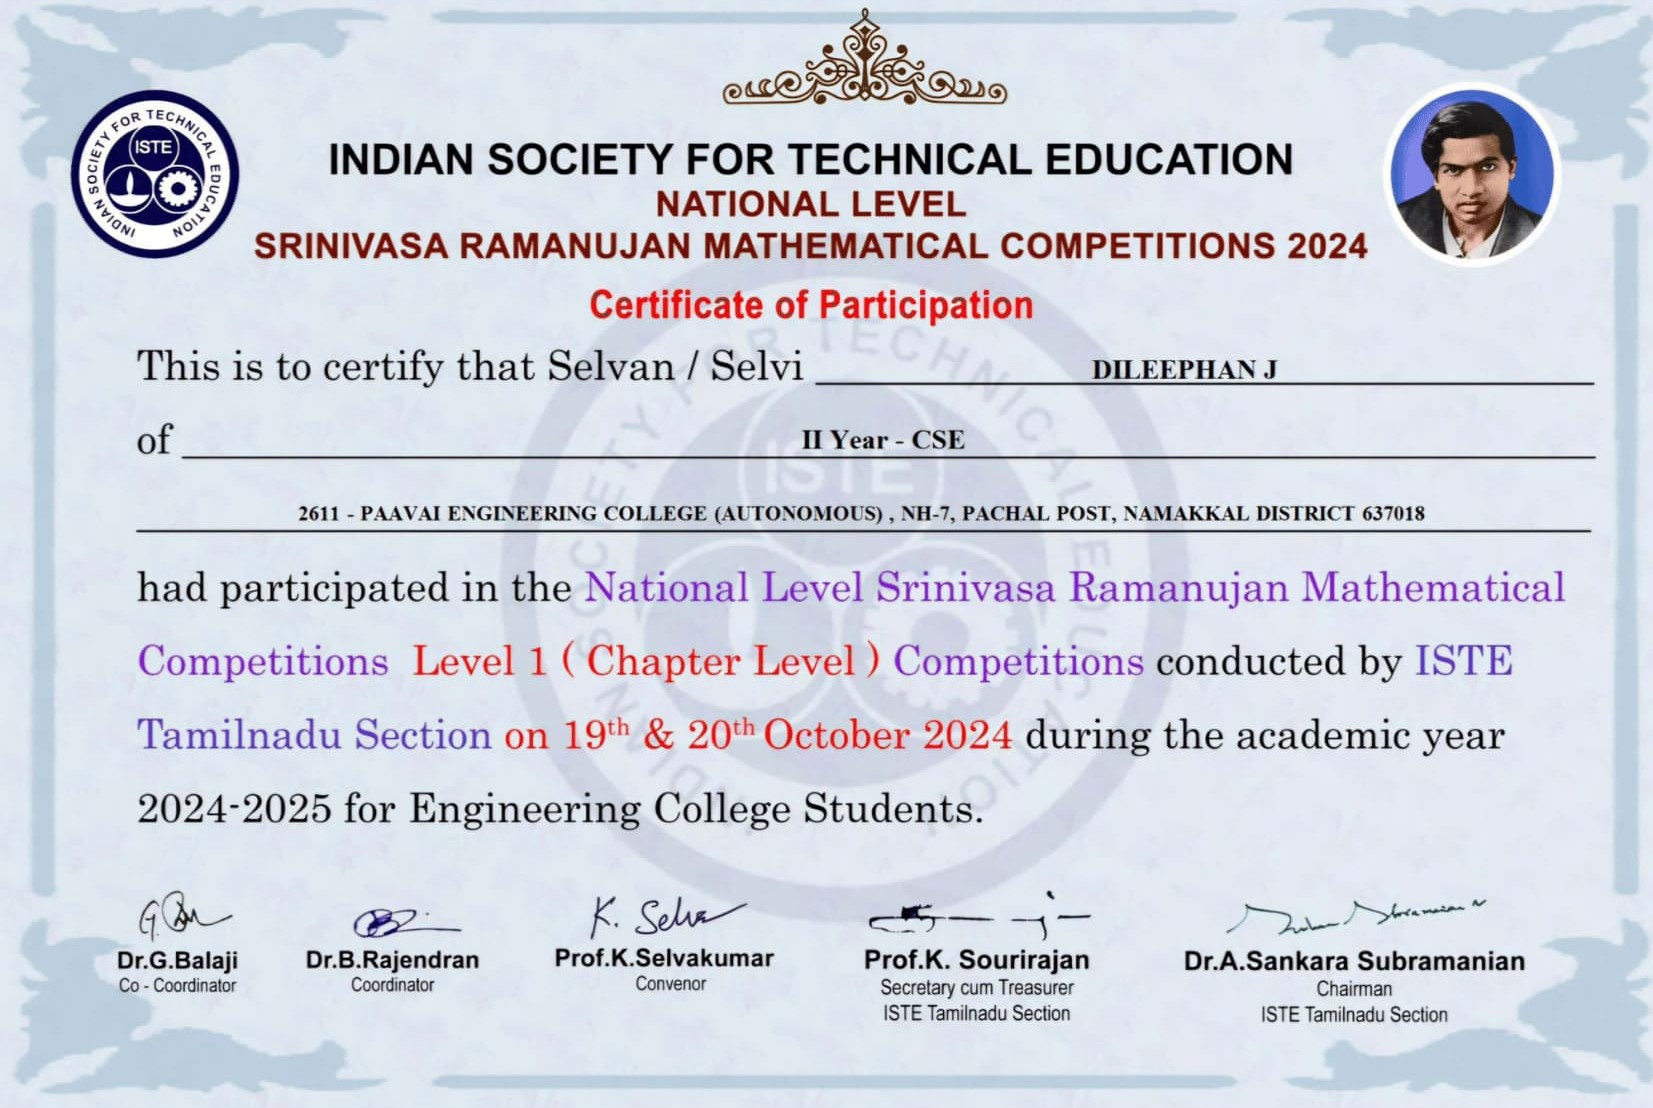 INDIAN SOCIETY FOR TECHNICAL EDUCATION
ISTE
INDIAN SOCIETY FOR TECHNICAL EDUCATION
NATIONAL LEVEL
SRINIVASA RAMANUJAN MATHEMATICAL COMPETITIONS 2024
Certificate of Participation
This is to certify that Selvan / Selvi DILEEPHAN J
of II Year - CSE
2611 - PAAVAI ENGINEERING COLLEGE (AUTONOMOUS) , NH-7, PACHAL POST, NAMAKKAL DISTRICT 637018
had participated in the National Level Srinivasa Ramanujan Mathematical
Competitions Level 1 ( Chapter Level ) Competitions conducted by ISTE
Tamilnadu Section on 19th & 20th October 2024 during the academic year
2024-2025 for Engineering College Students.
K. Selva
Dr.G.Balaji Dr.B.Rajendran Prof.K.Selvakumar Prof.K. Sourirajan Dr.A.Sankara Subramanian
Co - Coordinator Coordinator Convenor Secretary cum Treasurer Chairman
ISTE Tamilnadu Section ISTE Tamilnadu Section